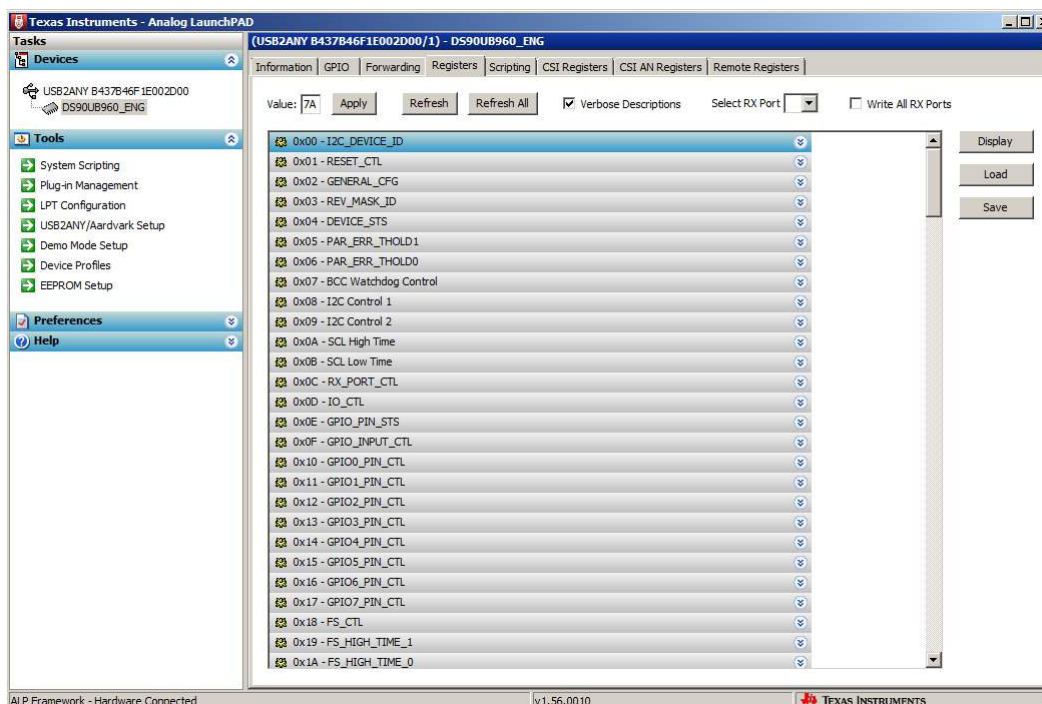 Texas Instruments - Analog LaunchPAD
Tasks
Devices
USB2ANY B437B46F1E002D00
DS90UB960_ENG
Tools
System Scripting
Plug-in Management
LPT Configuration
USB2ANY/Aardvark Setup
Demo Mode Setup
Device Profiles
EEPROM Setup
Preferences
Help
(USB2ANY B437B46F1E002D00/1) - DS90UB960_ENG
Information GPIO Forwarding Registers Scripting CSI Registers CSI AN Registers Remote Registers
Value: 7A Apply Refresh Refresh All Verbose Descriptions Select RX Port Write All RX Ports
0x00 - I2C_DEVICE_ID
0x01 - RESET_CTL
0x02 - GENERAL_CFG
0x03 - REV_MASK_ID
0x04 - DEVICE_STS
0x05 - PAR_ERR_THOLD1
0x06 - PAR_ERR_THOLD0
0x07 - BCC Watchdog Control
0x08 - I2C Control 1
0x09 - I2C Control 2
0x0A - SCL High Time
0x0B - SCL Low Time
0x0C - RX_PORT_CTL
0x0D - IO_CTL
0x0E - GPIO_PIN_STS
0x0F - GPIO_INPUT_CTL
0x10 - GPIO0_PIN_CTL
0x11 - GPIO1_PIN_CTL
0x12 - GPIO2_PIN_CTL
0x13 - GPIO3_PIN_CTL
0x14 - GPIO4_PIN_CTL
0x15 - GPIO5_PIN_CTL
0x16 - GPIO6_PIN_CTL
0x17 - GPIO7_PIN_CTL
0x18 - FS_CTL
0x19 - FS_HIGH_TIME_1
0x1A - FS_HIGH_TIME_0
Display
Load
Save
ALP Framework - Hardware Connected
v1.56.0010
TEXAS INSTRUMENTS